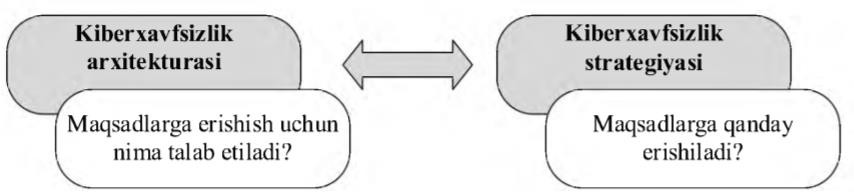 Kiberxavfsizlik
arxitekturasi
Maqsadlarga erishish uchun
nima talab etiladi?
Kiberxavfsizlik
strategiyasi
Maqsadlarga qanday
erishiladi?